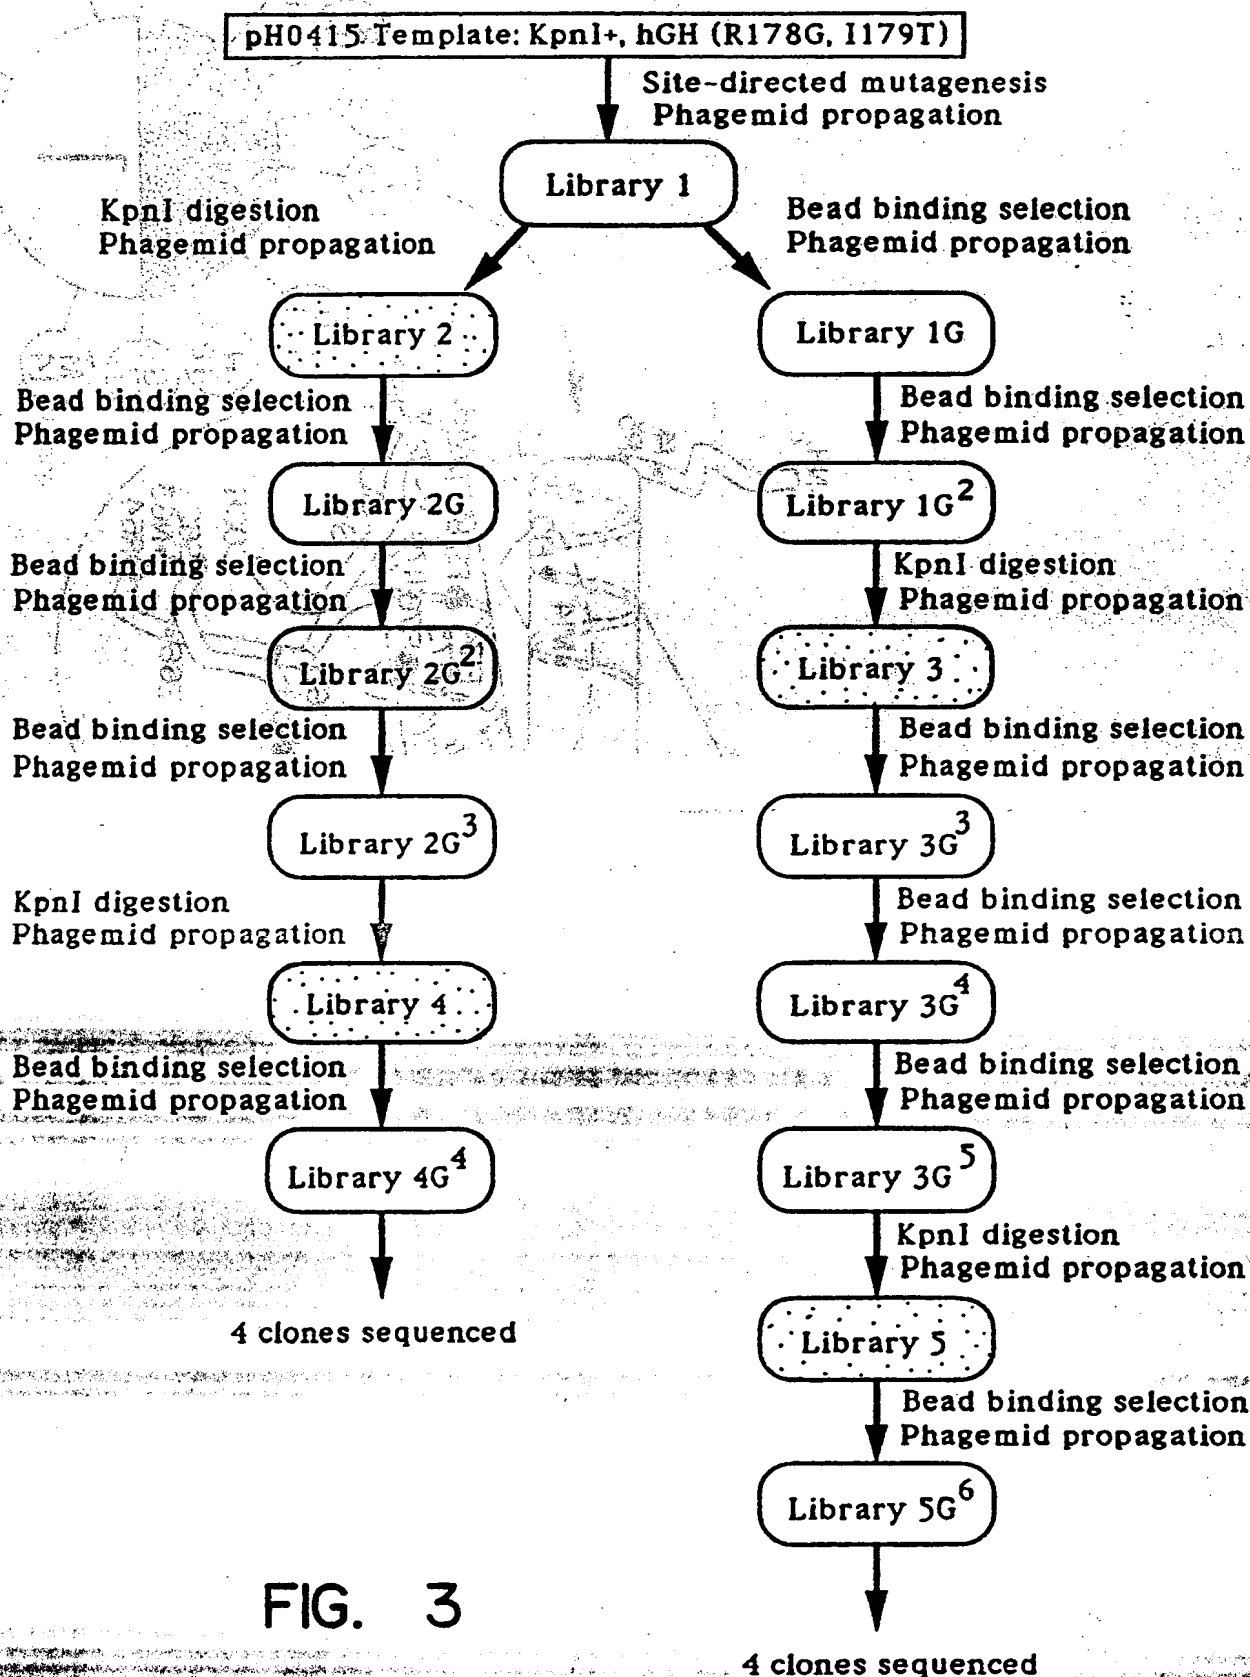 pH0415 Template: KpnI+, hGH (R178G, I179T)
Site-directed mutagenesis
Phagemid propagation
Library 1
KpnI digestion
Phagemid propagation
Bead binding selection
Phagemid propagation
Library 2
Library 1G
Bead binding selection
Phagemid propagation
Bead binding selection
Phagemid propagation
Library 2G
Library 1G²
Bead binding selection
Phagemid propagation
KpnI digestion
Phagemid propagation
Library 2G²
Library 3
Bead binding selection
Phagemid propagation
Bead binding selection
Phagemid propagation
Library 2G³
Library 3G³
KpnI digestion
Phagemid propagation
Bead binding selection
Phagemid propagation
Library 4
Library 3G⁴
Bead binding selection
Phagemid propagation
Bead binding selection
Phagemid propagation
Library 4G⁴
Library 3G⁵
KpnI digestion
Phagemid propagation
4 clones sequenced
Library 5
Bead binding selection
Phagemid propagation
Library 5G⁶
FIG. 3
4 clones sequenced